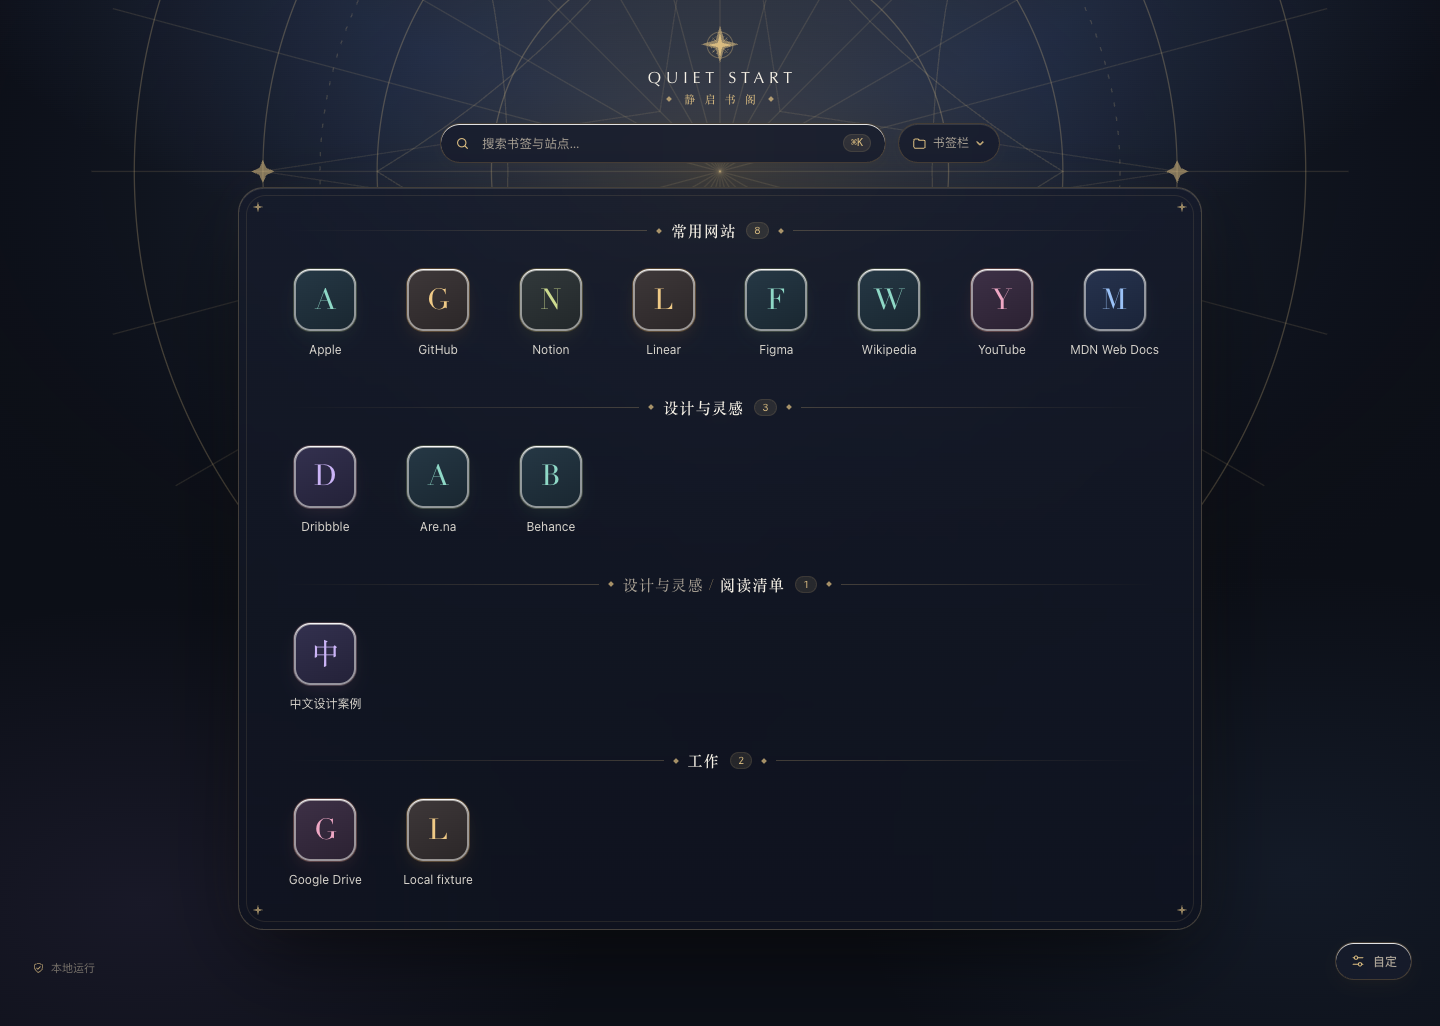 QUIET START
静启书阁
搜索书签与站点... ⌘K 书签栏
常用网站 8
A G N L F W Y M
Apple GitHub Notion Linear Figma Wikipedia YouTube MDN Web Docs
设计与灵感 3
D A B
Dribbble Are.na Behance
设计与灵感 / 阅读清单 1
中
中文设计案例
工作 2
G L
Google Drive Local fixture
本地运行 自定